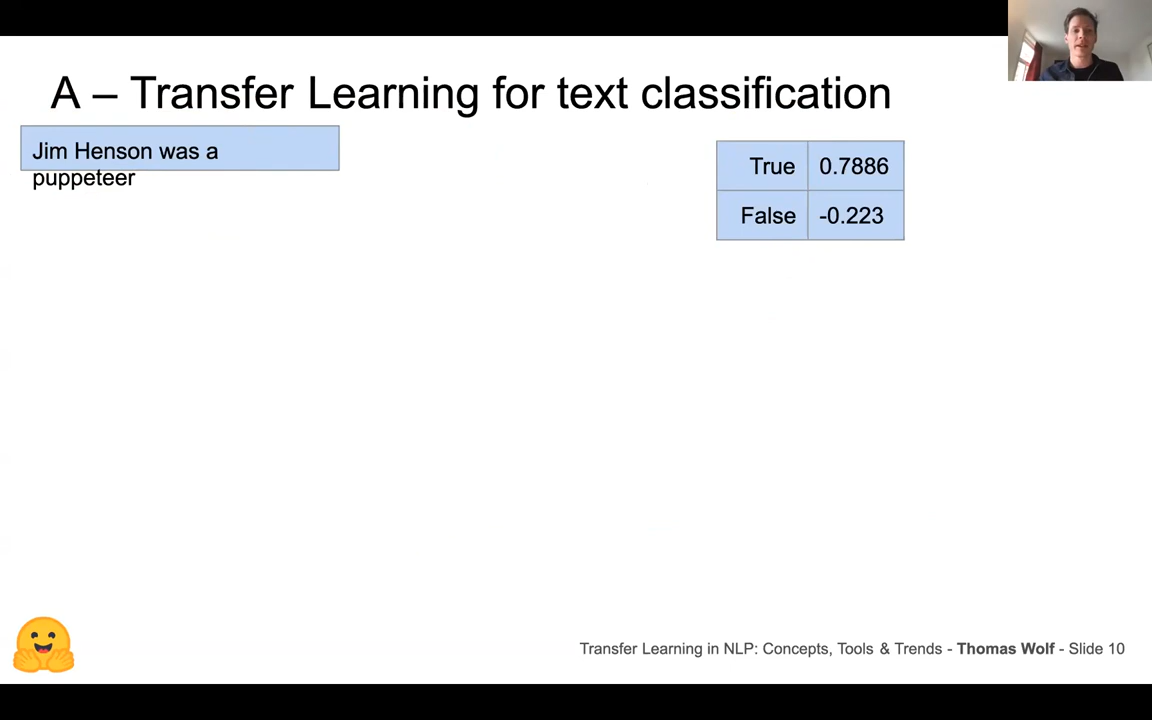 A – Transfer Learning for text classification
Jim Henson was a
puppeteer
True 0.7886
False -0.223
Transfer Learning in NLP: Concepts, Tools & Trends - Thomas Wolf - Slide 10